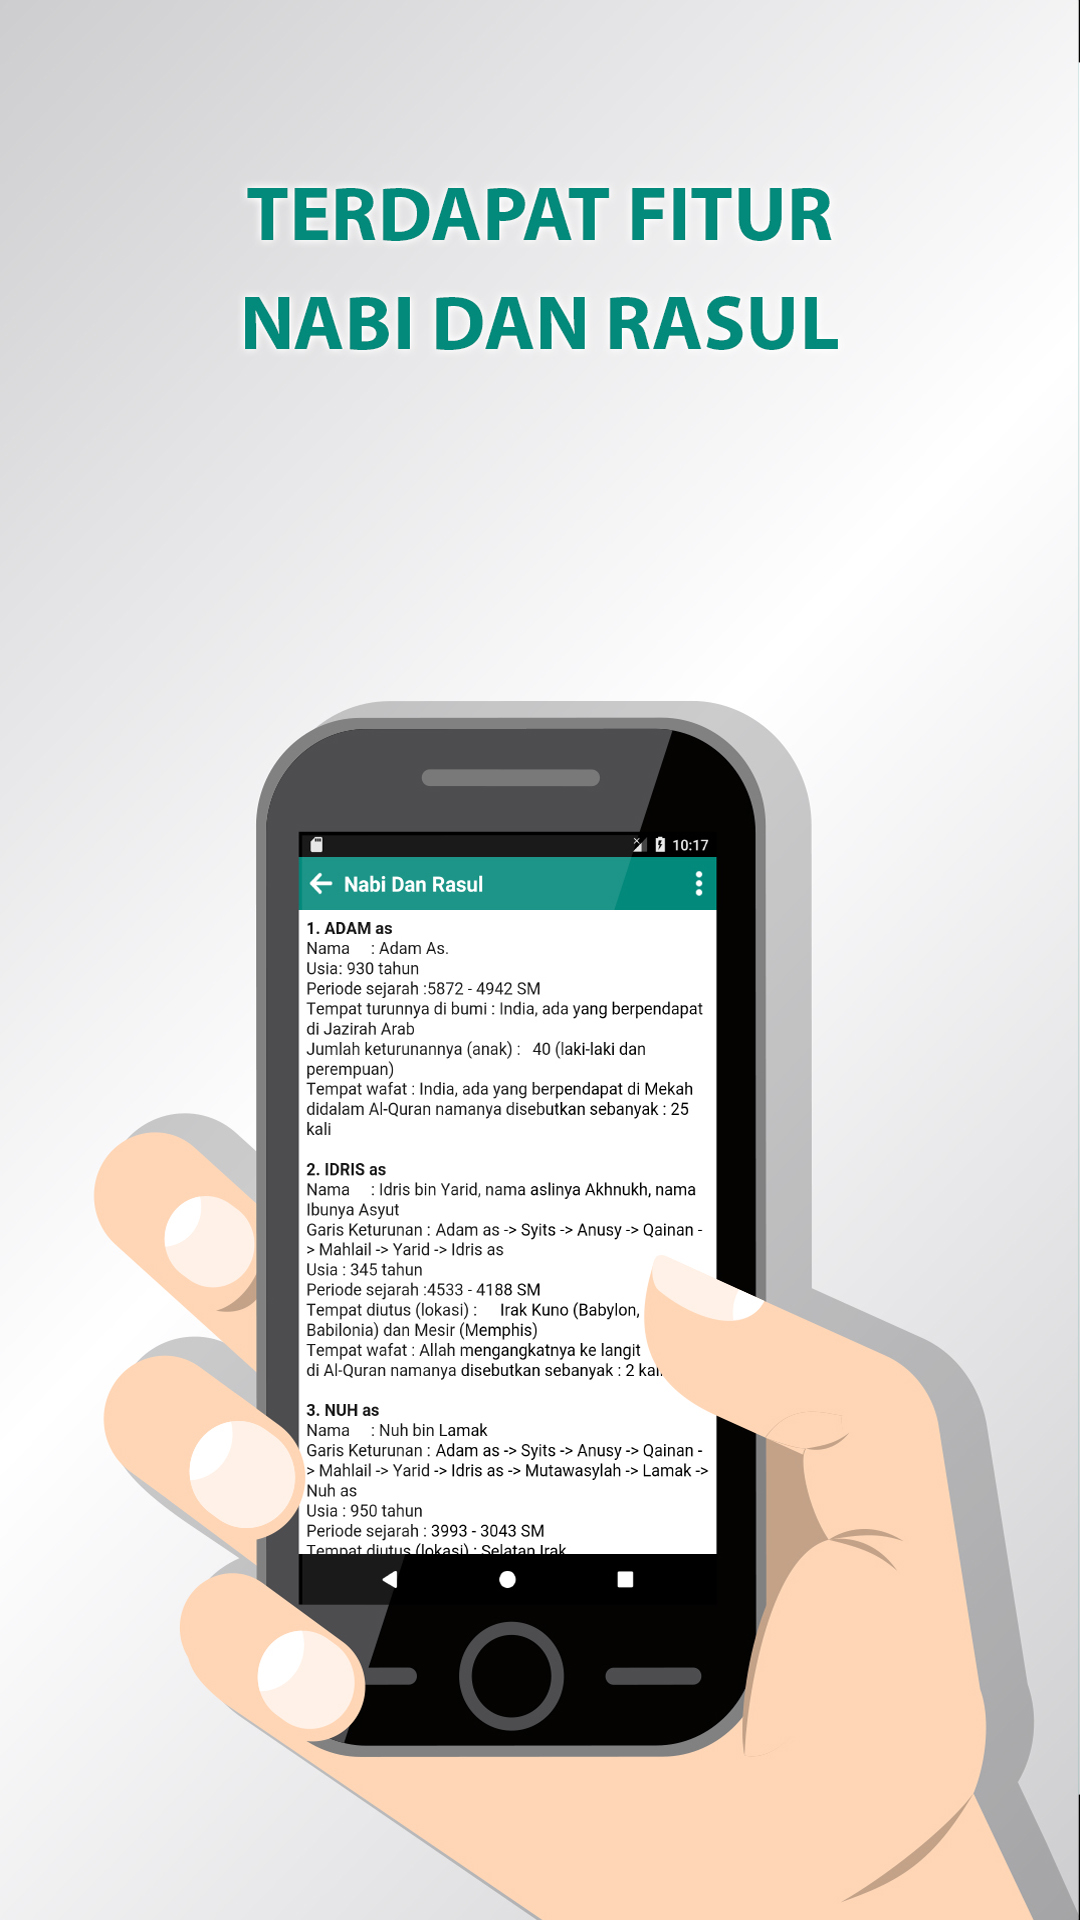 TERDAPAT FITUR
NABI DAN RASUL
10:17
Nabi Dan Rasul
1. ADAM as
Nama : Adam As.
Usia: 930 tahun
Periode sejarah :5872 - 4942 SM
Tempat turunnya di bumi : India, ada yang berpendapat
di Jazirah Arab
Jumlah keturunannya (anak) : 40 (laki-laki dan
perempuan)
Tempat wafat : India, ada yang berpendapat di Mekah
didalam Al-Quran namanya disebutkan sebanyak : 25
kali
2. IDRIS as
Nama : Idris bin Yarid, nama aslinya Akhnukh, nama
Ibunya Asyut
Garis Keturunan : Adam as -> Syits -> Anusy -> Qainan -
> Mahlail -> Yarid -> Idris as
Usia : 345 tahun
Periode sejarah :4533 - 4188 SM
Tempat diutus (lokasi) : Irak Kuno (Babylon,
Babilonia) dan Mesir (Memphis)
Tempat wafat : Allah mengangkatnya ke langit
di Al-Quran namanya disebutkan sebanyak : 2 kali
3. NUH as
Nama : Nuh bin Lamak
Garis Keturunan : Adam as -> Syits -> Anusy -> Qainan -
> Mahlail -> Yarid -> Idris as -> Mutawasylah -> Lamak ->
Nuh as
Usia : 950 tahun
Periode sejarah : 3993 - 3043 SM
Tempat diutus (lokasi) : Selatan Irak